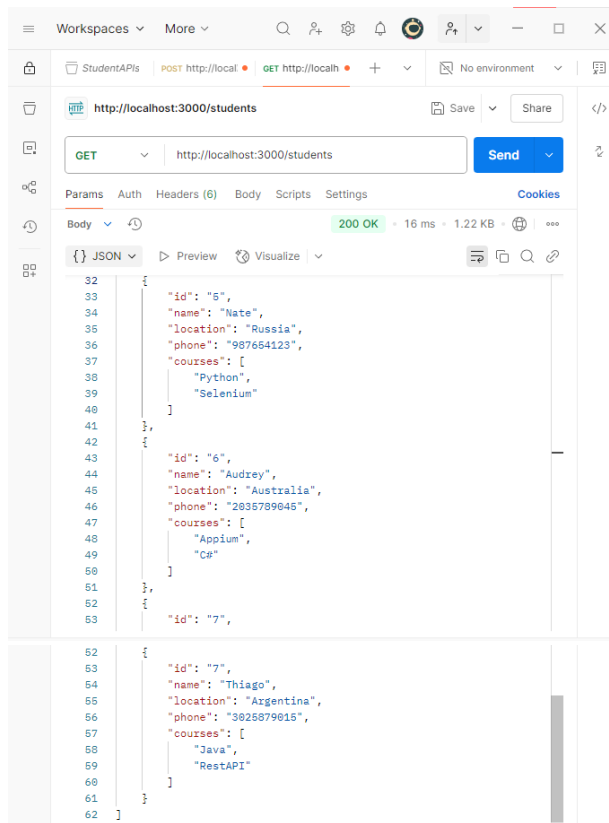 Workspaces More
StudentAPIs POST http://local GET http://localh No environment
HTTP http://localhost:3000/students Save Share
GET http://localhost:3000/students Send
Params Auth Headers (6) Body Scripts Settings Cookies
Body 200 OK 16 ms 1.22 KB
{} JSON Preview Visualize
32 {
33 "id": "5",
34 "name": "Nate",
35 "location": "Russia",
36 "phone": "987654123",
37 "courses": [
38 "Python",
39 "Selenium"
40 ]
41 },
42 {
43 "id": "6",
44 "name": "Audrey",
45 "location": "Australia",
46 "phone": "2035789045",
47 "courses": [
48 "Appium",
49 "C#"
50 ]
51 },
52 {
53 "id": "7",
52 {
53 "id": "7",
54 "name": "Thiago",
55 "location": "Argentina",
56 "phone": "3025879015",
57 "courses": [
58 "Java",
59 "RestAPI"
60 ]
61 }
62 ]